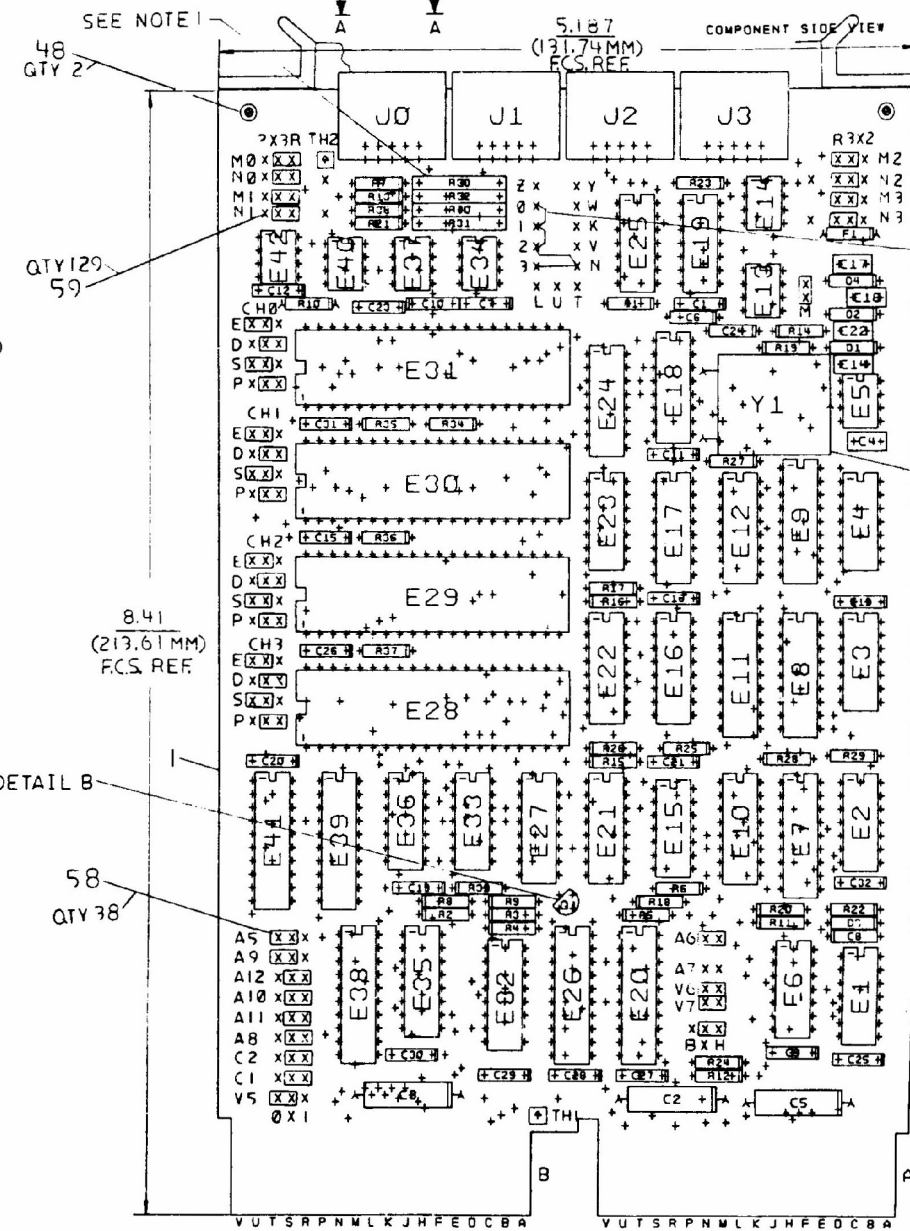 SEE NOTE 1
A A
5.187
(131.74MM)
F.C.S. REF.
COMPONENT SIDE VIEW
48
QTY 2
J0 J1 J2 J3
TH2
R3X2
M0 M2
N0 N2
M1 M3
N1 N3
R30
R32
R31
R21
R23
Z Y
0 W
1 K
2 V
3 N
L U T
E25 E19 E14
F1
QTY 129
59
E42 E40 E37 E34
E13
C17
D4
C18
D2
C22
D1
C14
C12 R10 C23 C10 C7
C1
C6
C24 R14
R19
CH0
E
D
S
P
E31
E24 E18 Y1 E5
C4
CH1
E
D
S
P
C31 R35 R34
C11
R27
E30
E23 E17 E12 E9 E4
CH2
E
D
S
P
C15 R36
E29
R17
R16 C16
8.41
(213.61MM)
F.C.S. REF.
CH3
E
D
S
P
C26 R37
E28
E22 E16 E11 E8 E3
1
C20
R26 R25
R15 C21 R28 R29
DETAIL B
E41 E39 E36 E33 E27 E21 E15 E10 E7 E2
C32
58
QTY 38
C19
R8 R9
R2 R3
R4
R6
R18
R5
R20 R22
R11
C8
A5
A9
A12
A10
A11
A8
C2
C1
V5
0 X 1
E38 E35 E32 E26 E20
A6
A7
V6
V7
B X H
E6 E1
C30 C29 C28 C27
R24
R12
C25
C2 C5
TH1
B A
V U T S R P N M L K J H F E D C B A V U T S R P N M L K J H F E D C B A